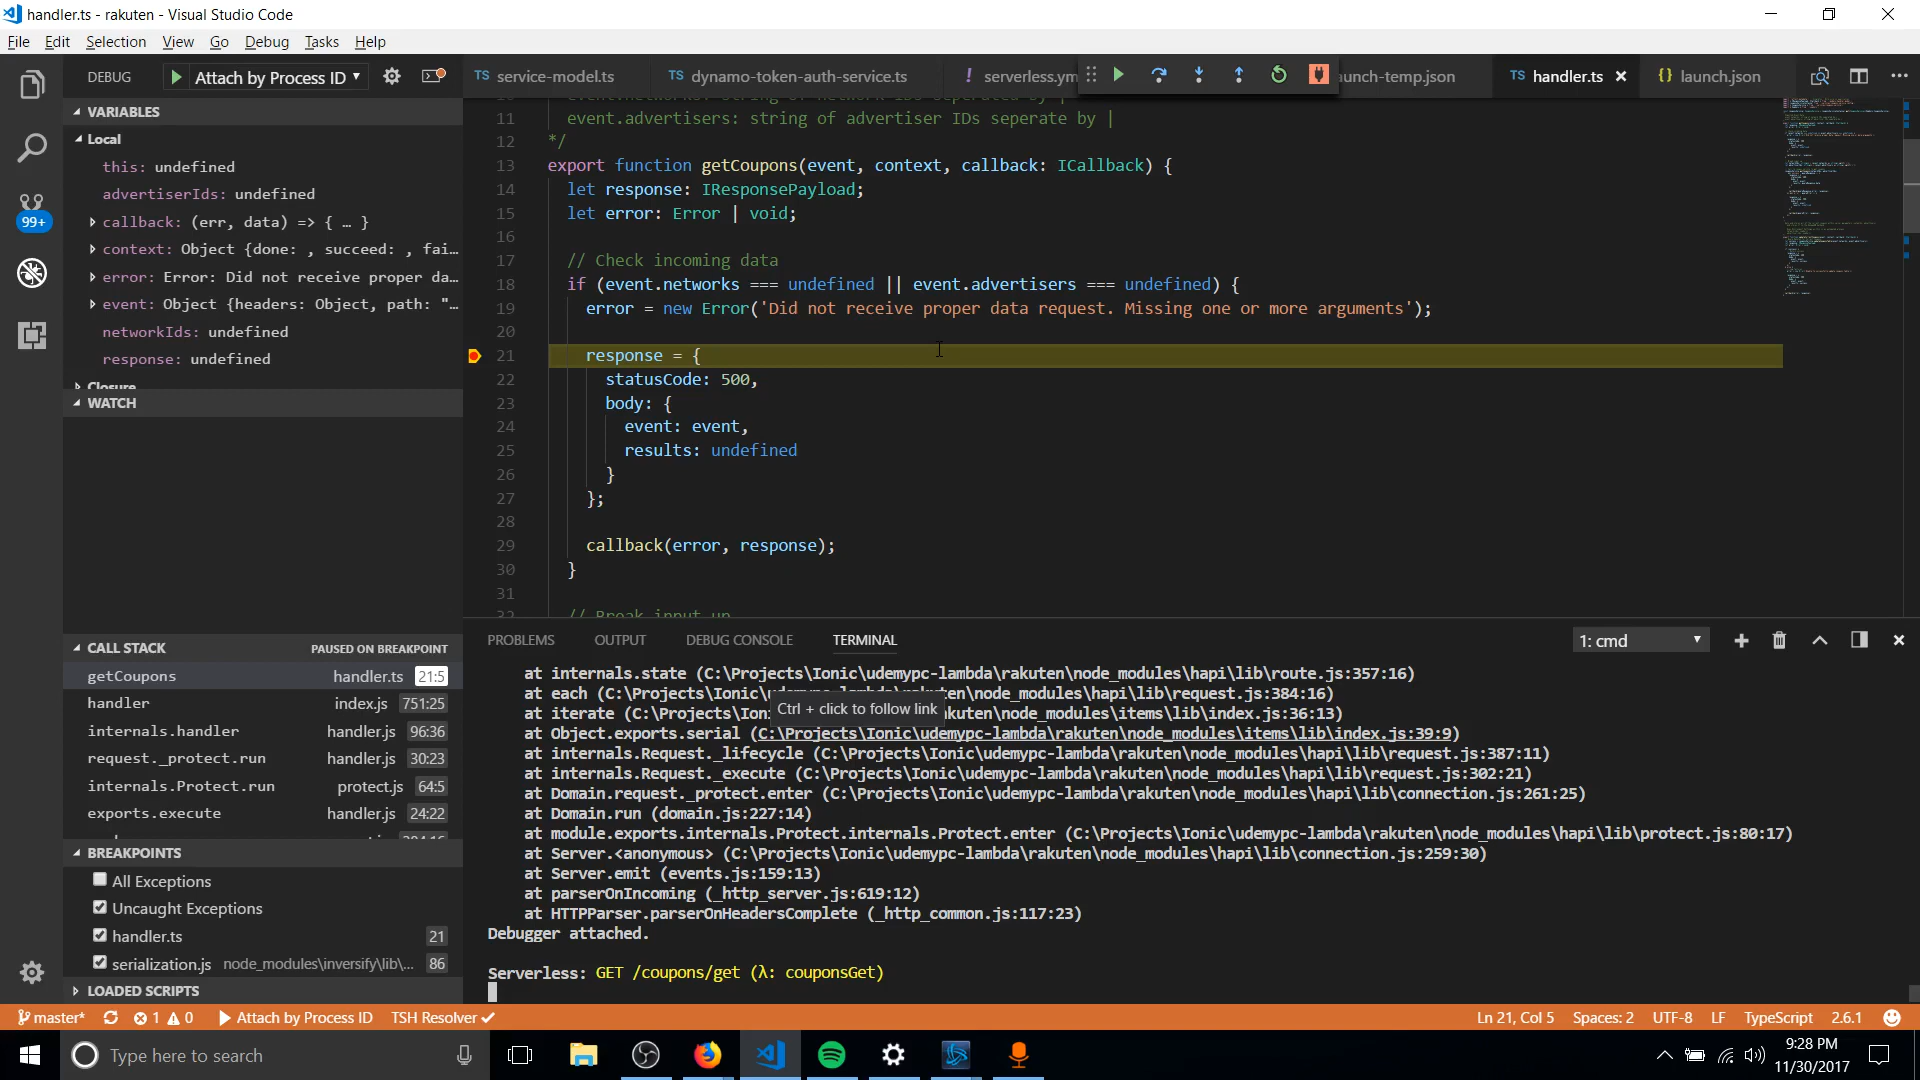 handler.ts - rakuten - Visual Studio Code
File Edit Selection View Go Debug Tasks Help
DEBUG Attach by Process ID
TS service-model.ts TS dynamo-token-auth-service.ts ! serverless.ym aunch-temp.json TS handler.ts {} launch.json
VARIABLES
Local
this: undefined
advertiserIds: undefined
callback: (err, data) => { … }
context: Object {done: , succeed: , fai…
error: Error: Did not receive proper da…
event: Object {headers: Object, path: "…
networkIds: undefined
response: undefined
Closure
WATCH
CALL STACK PAUSED ON BREAKPOINT
getCoupons handler.ts 21:5
handler index.js 751:25
internals.handler handler.js 96:36
request._protect.run handler.js 30:23
internals.Protect.run protect.js 64:5
exports.execute handler.js 24:22
BREAKPOINTS
All Exceptions
Uncaught Exceptions
handler.ts 21
serialization.js node_modules\inversify\lib\... 86
LOADED SCRIPTS
99+
11 event.advertisers: string of advertiser IDs seperate by |
12 */
13 export function getCoupons(event, context, callback: ICallback) {
14 let response: IResponsePayload;
15 let error: Error | void;
16
17 // Check incoming data
18 if (event.networks === undefined || event.advertisers === undefined) {
19 error = new Error('Did not receive proper data request. Missing one or more arguments');
20
21 response = {
22 statusCode: 500,
23 body: {
24 event: event,
25 results: undefined
26 }
27 };
28
29 callback(error, response);
30 }
31
32 // Break input up
PROBLEMS OUTPUT DEBUG CONSOLE TERMINAL 1: cmd
at internals.state (C:\Projects\Ionic\udemypc-lambda\rakuten\node_modules\hapi\lib\route.js:357:16)
at each (C:\Projects\Ionic\udemypc-lambda\rakuten\node_modules\hapi\lib\request.js:384:16)
Ctrl + click to follow link
at iterate (C:\Projects\Ion kuten\node_modules\items\lib\index.js:36:13)
at Object.exports.serial (C:\Projects\Ionic\udemypc-lambda\rakuten\node_modules\items\lib\index.js:39:9)
at internals.Request._lifecycle (C:\Projects\Ionic\udemypc-lambda\rakuten\node_modules\hapi\lib\request.js:387:11)
at internals.Request._execute (C:\Projects\Ionic\udemypc-lambda\rakuten\node_modules\hapi\lib\request.js:302:21)
at Domain.request._protect.enter (C:\Projects\Ionic\udemypc-lambda\rakuten\node_modules\hapi\lib\connection.js:261:25)
at Domain.run (domain.js:227:14)
at module.exports.internals.Protect.internals.Protect.enter (C:\Projects\Ionic\udemypc-lambda\rakuten\node_modules\hapi\lib\protect.js:80:17)
at Server.<anonymous> (C:\Projects\Ionic\udemypc-lambda\rakuten\node_modules\hapi\lib\connection.js:259:30)
at Server.emit (events.js:159:13)
at parserOnIncoming (_http_server.js:619:12)
at HTTPParser.parserOnHeadersComplete (_http_common.js:117:23)
Debugger attached.
Serverless: GET /coupons/get (λ: couponsGet)
master* 1 0 Attach by Process ID TSH Resolver Ln 21, Col 5 Spaces: 2 UTF-8 LF TypeScript 2.6.1
Type here to search
9:28 PM
11/30/2017